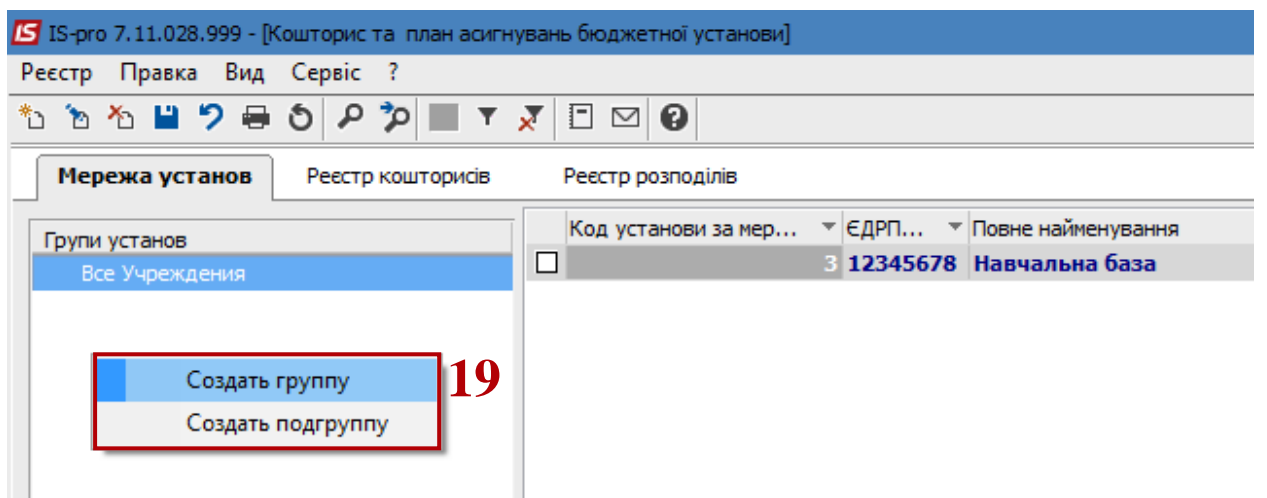 IS IS-pro 7.11.028.999 - [Кошторис та план асигнувань бюджетної установи]
Реєстр Правка Вид Сервіс ?
Мережа установ Реєстр кошторисів Реєстр розподілів
Групи установ
Все Учреждения
Код установи за мер... ЄДРП... Повне найменування
3 12345678 Навчальна база
Создать группу 19
Создать подгруппу